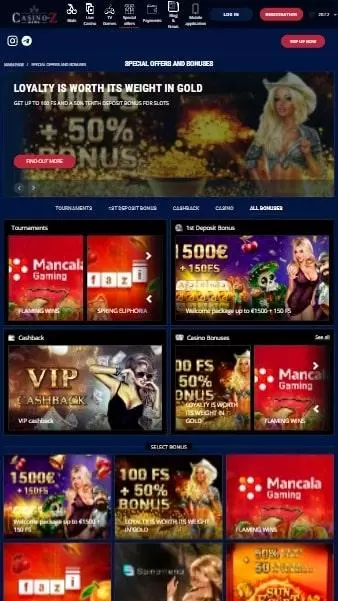 CASINO-Z
Slots
Live Casino
TV Games
Special offers
Payments
Blog & News
Mobile application
LOG IN
REGISTRATION
SIGN UP NOW
MAIN PAGE / SPECIAL OFFERS AND BONUSES
SPECIAL OFFERS AND BONUSES
LOYALTY IS WORTH ITS WEIGHT IN GOLD
GET UP TO 100 FS AND A 50% TENTH DEPOSIT BONUS FOR SLOTS
100 FS
+ 50%
BONUS
FIND OUT MORE
TOURNAMENTS
1ST DEPOSIT BONUS
CASHBACK
CASINO
ALL BONUSES
Tournaments
Mancala
Gaming
FLAMING WINS
fazi
SPRING EUPHORIA
1st Deposit Bonus
1500€
+ 150FS
Welcome package up to €1500 + 150 FS
Cashback
VIP
CASHBACK
VIP cashback
Casino Bonuses
See all
100 FS
+ 50%
BONUS
LOYALTY IS WORTH
ITS WEIGHT IN
GOLD
Mancala
Gaming
FLAMING WINS
SELECT BONUS
1500€
+ 150FS
Welcome package up to €1500 +
150 FS
100 FS
+ 50%
BONUS
LOYALTY IS WORTH ITS WEIGHT
IN GOLD
Mancala
Gaming
FLAMING WINS
fazi
Spinomenal
50%